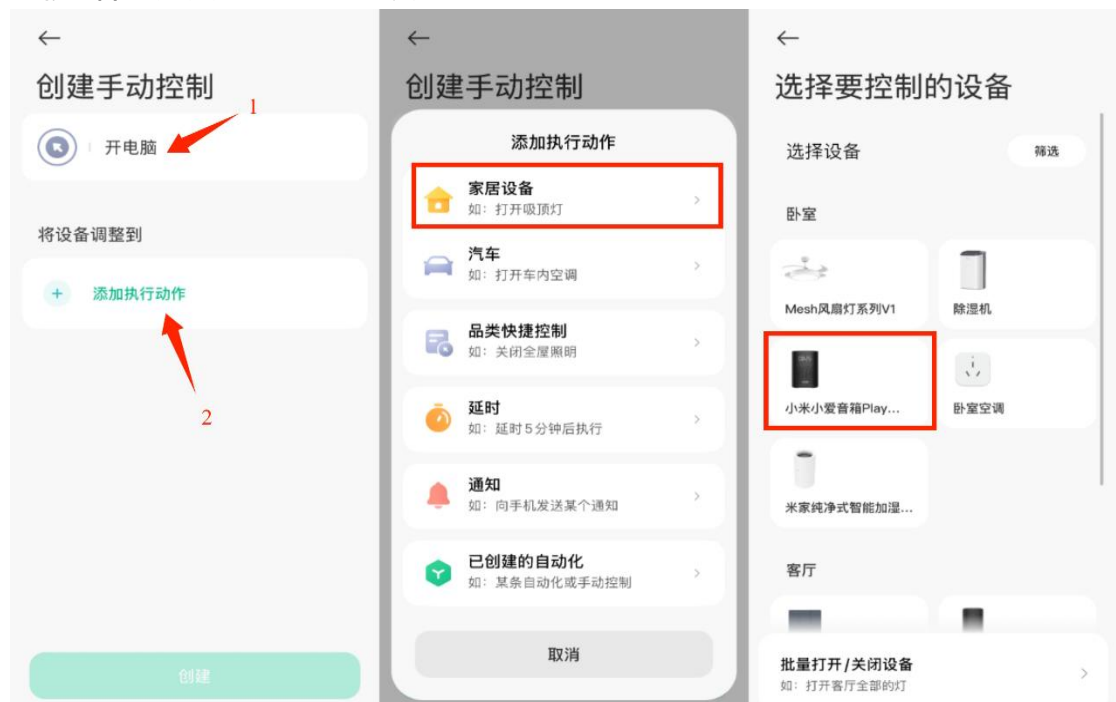 创建手动控制
1
开电脑
将设备调整到
+ 添加执行动作
2
创建
创建手动控制
添加执行动作
家居设备
如：打开吸顶灯
汽车
如：打开车内空调
品类快捷控制
如：关闭全屋照明
延时
如：延时5分钟后执行
通知
如：向手机发送某个通知
已创建的自动化
如：某条自动化或手动控制
取消
选择要控制的设备
选择设备
筛选
卧室
Mesh风扇灯系列V1
除湿机
小米小爱音箱Play...
卧室空调
米家纯净式智能加湿...
客厅
批量打开/关闭设备
如：打开客厅全部的灯